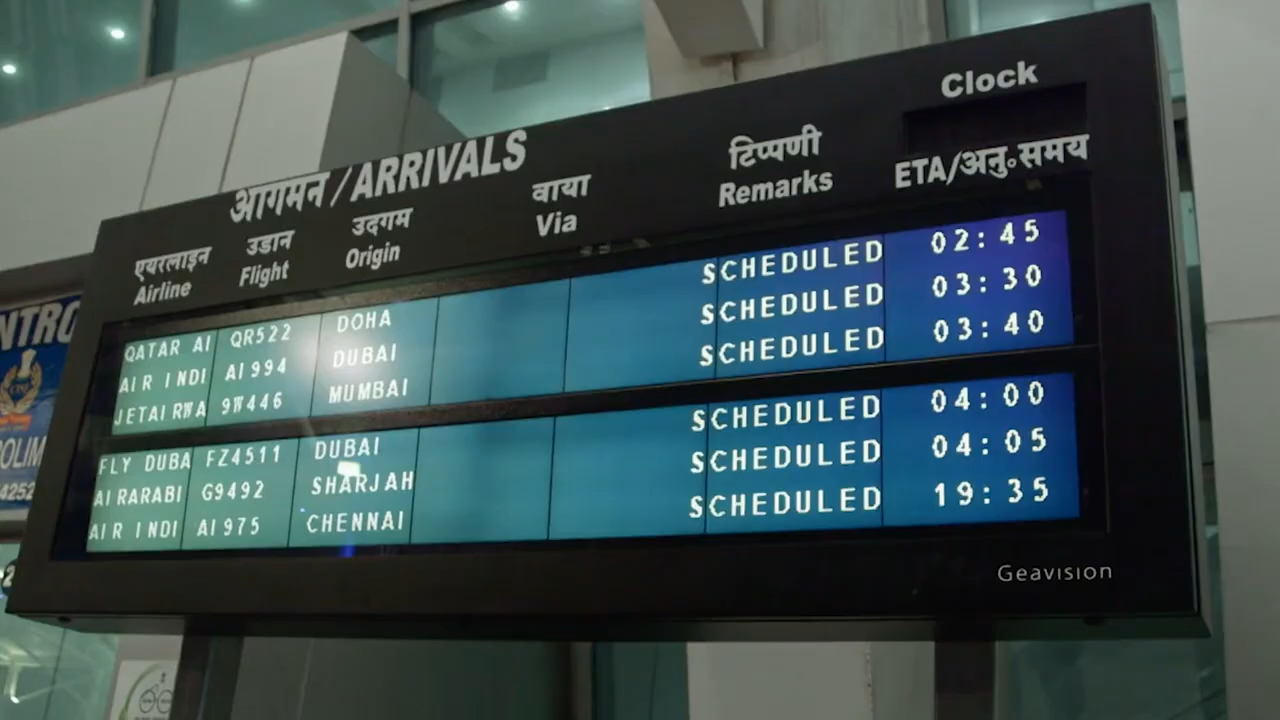 Clock
आगमन / ARRIVALS
एयरलाइन उडान उदगम वाया टिप्पणी ETA/अनु॰समय
Airline Flight Origin Via Remarks
QATAR AI QR522 DOHA SCHEDULED 02:45
AIR INDI AI994 DUBAI SCHEDULED 03:30
JETAIRWA 9W446 MUMBAI SCHEDULED 03:40
FLY DUBA FZ4511 DUBAI SCHEDULED 04:00
AIRARABI G9492 SHARJAH SCHEDULED 04:05
AIR INDI AI975 CHENNAI SCHEDULED 19:35
Geavision